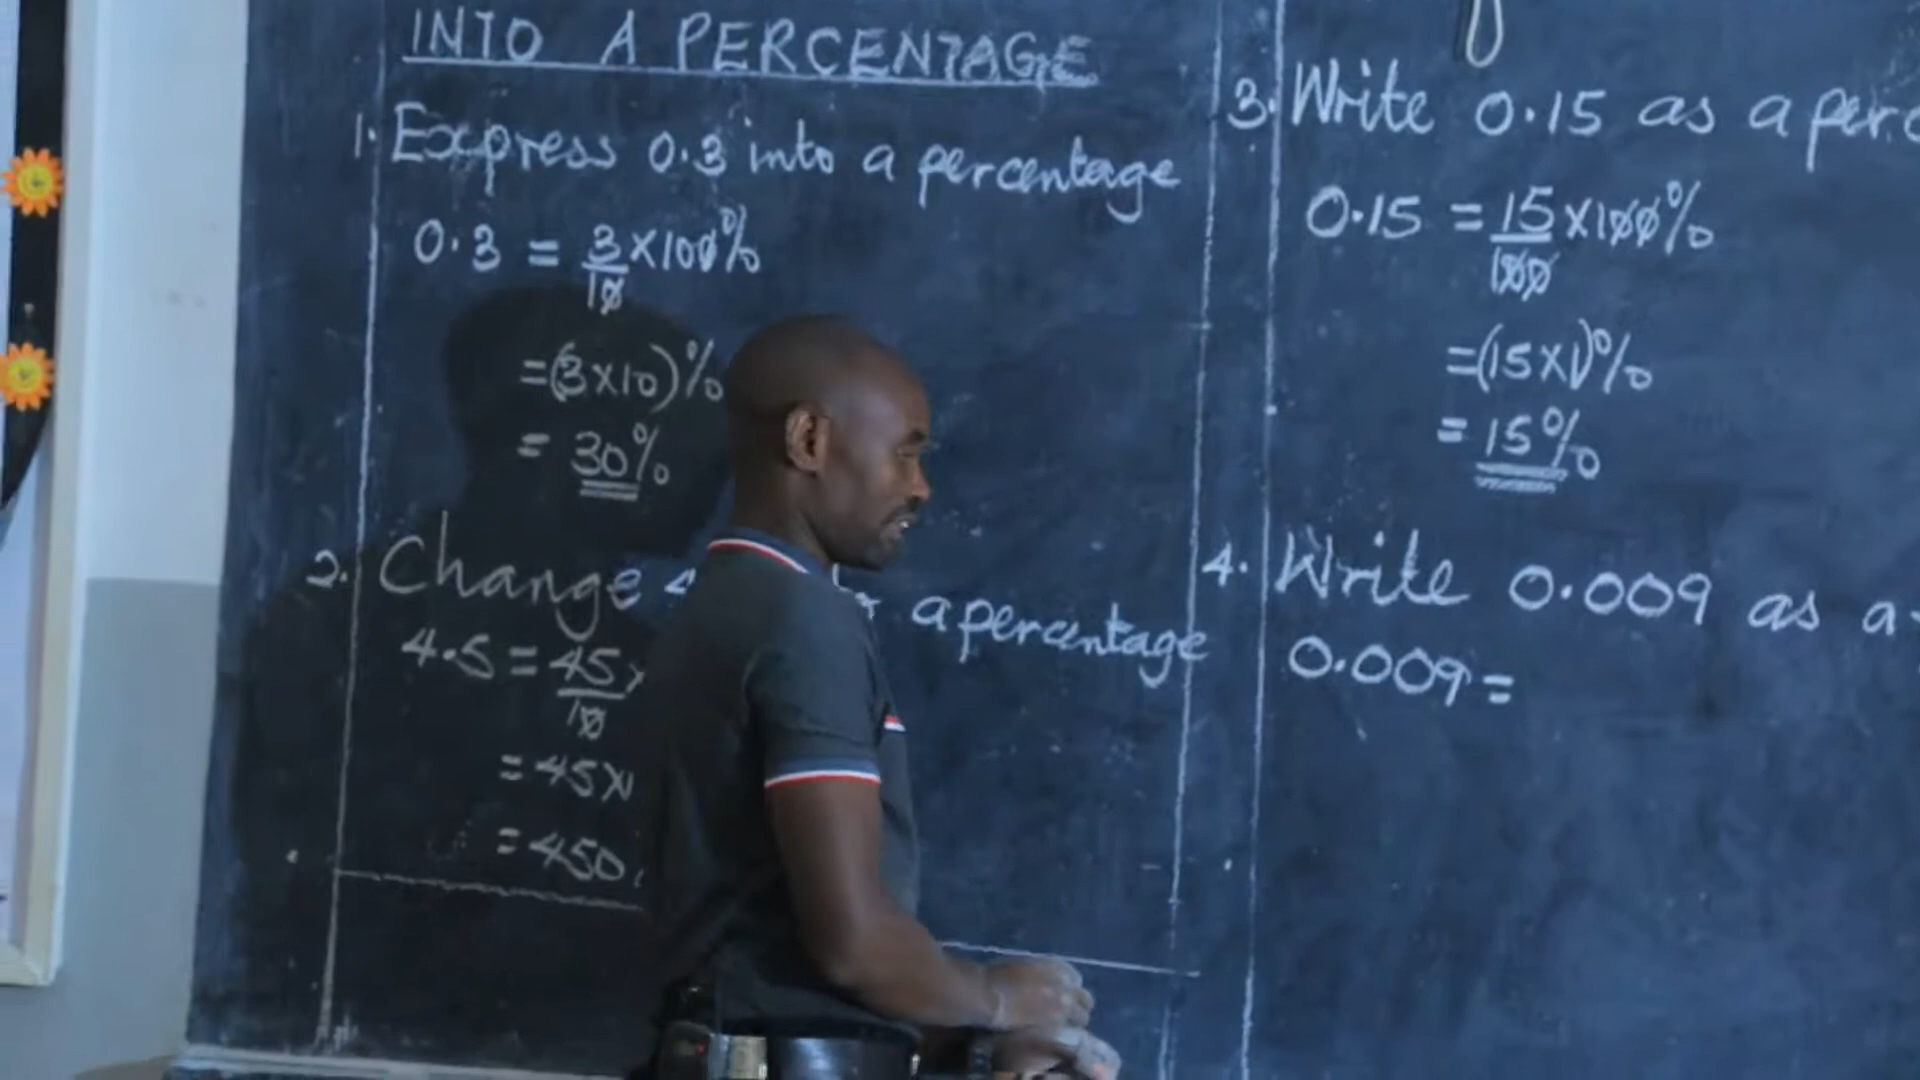 INTO A PERCENTAGE
1. Express 0.3 into a percentage
0.3 = 3/10 x 100%
= (3x10)%
= 30%
2. Change a percentage
4.5 = 45/10 x
= 45x1
= 450
3. Write 0.15 as a
0.15 = 15/100 x 100%
= (15x1)%
= 15%
4. Write 0.009 as a
0.009 =